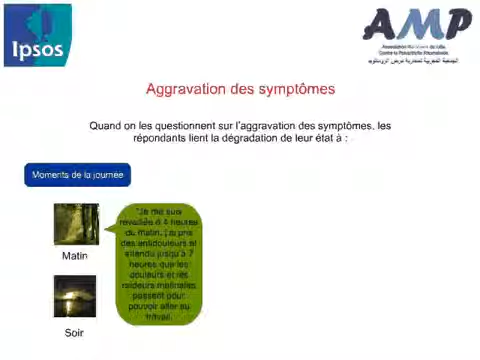 Ipsos
AMP
Association Marocaine de Lutte
Contre la Polyarthrite Rhumatoïde
Aggravation des symptômes
Quand on les questionnent sur l'aggravation des symptômes, les
répondants lient la dégradation de leur état à :
Moments de la journée
"Je me suis
réveillée à 4 heures
du matin, j'ai pris
des antidouleurs et
attendu jusqu'à 7
heures que les
douleurs et les
raideurs matinales
passent pour
pouvoir aller au
travail.
Matin
Soir